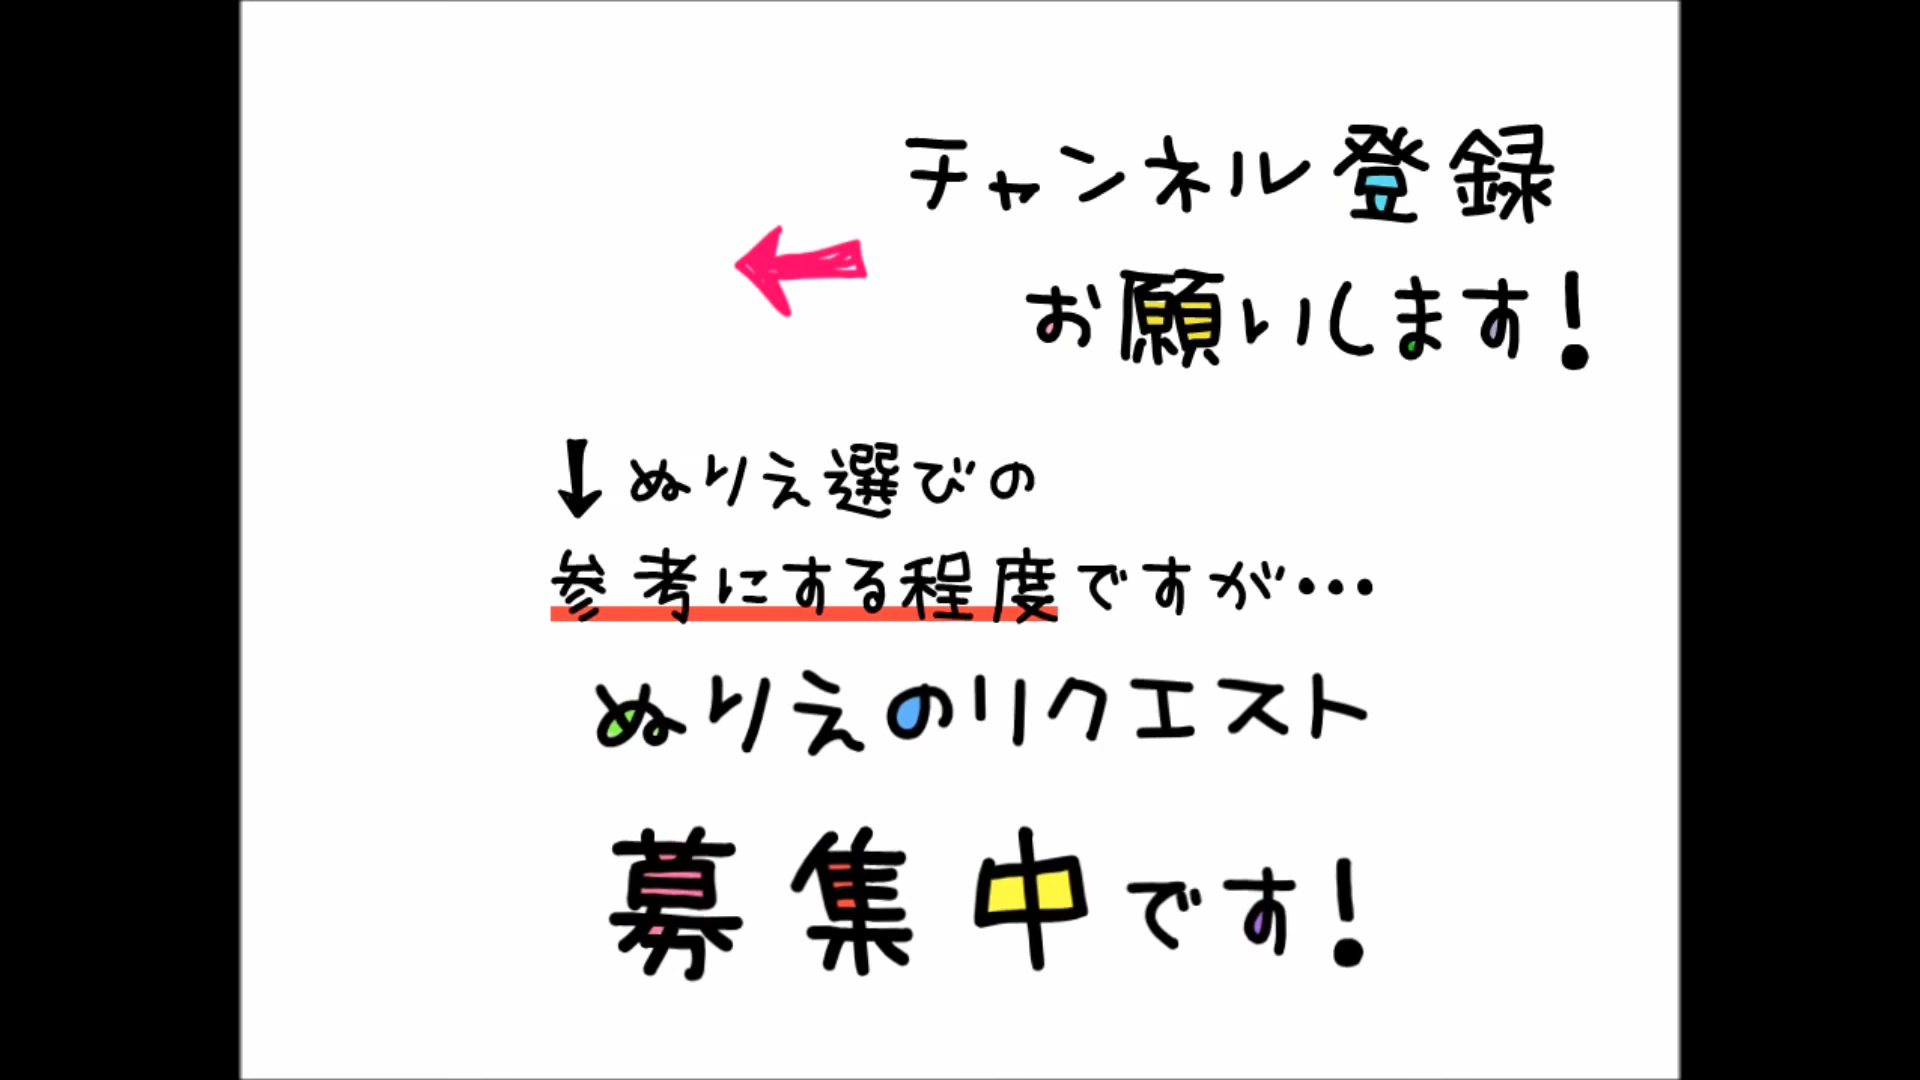 チャンネル登録
お願いします!
↓ぬりえ選びの
参考にする程度ですが…
ぬりえのリクエスト
募集中です!